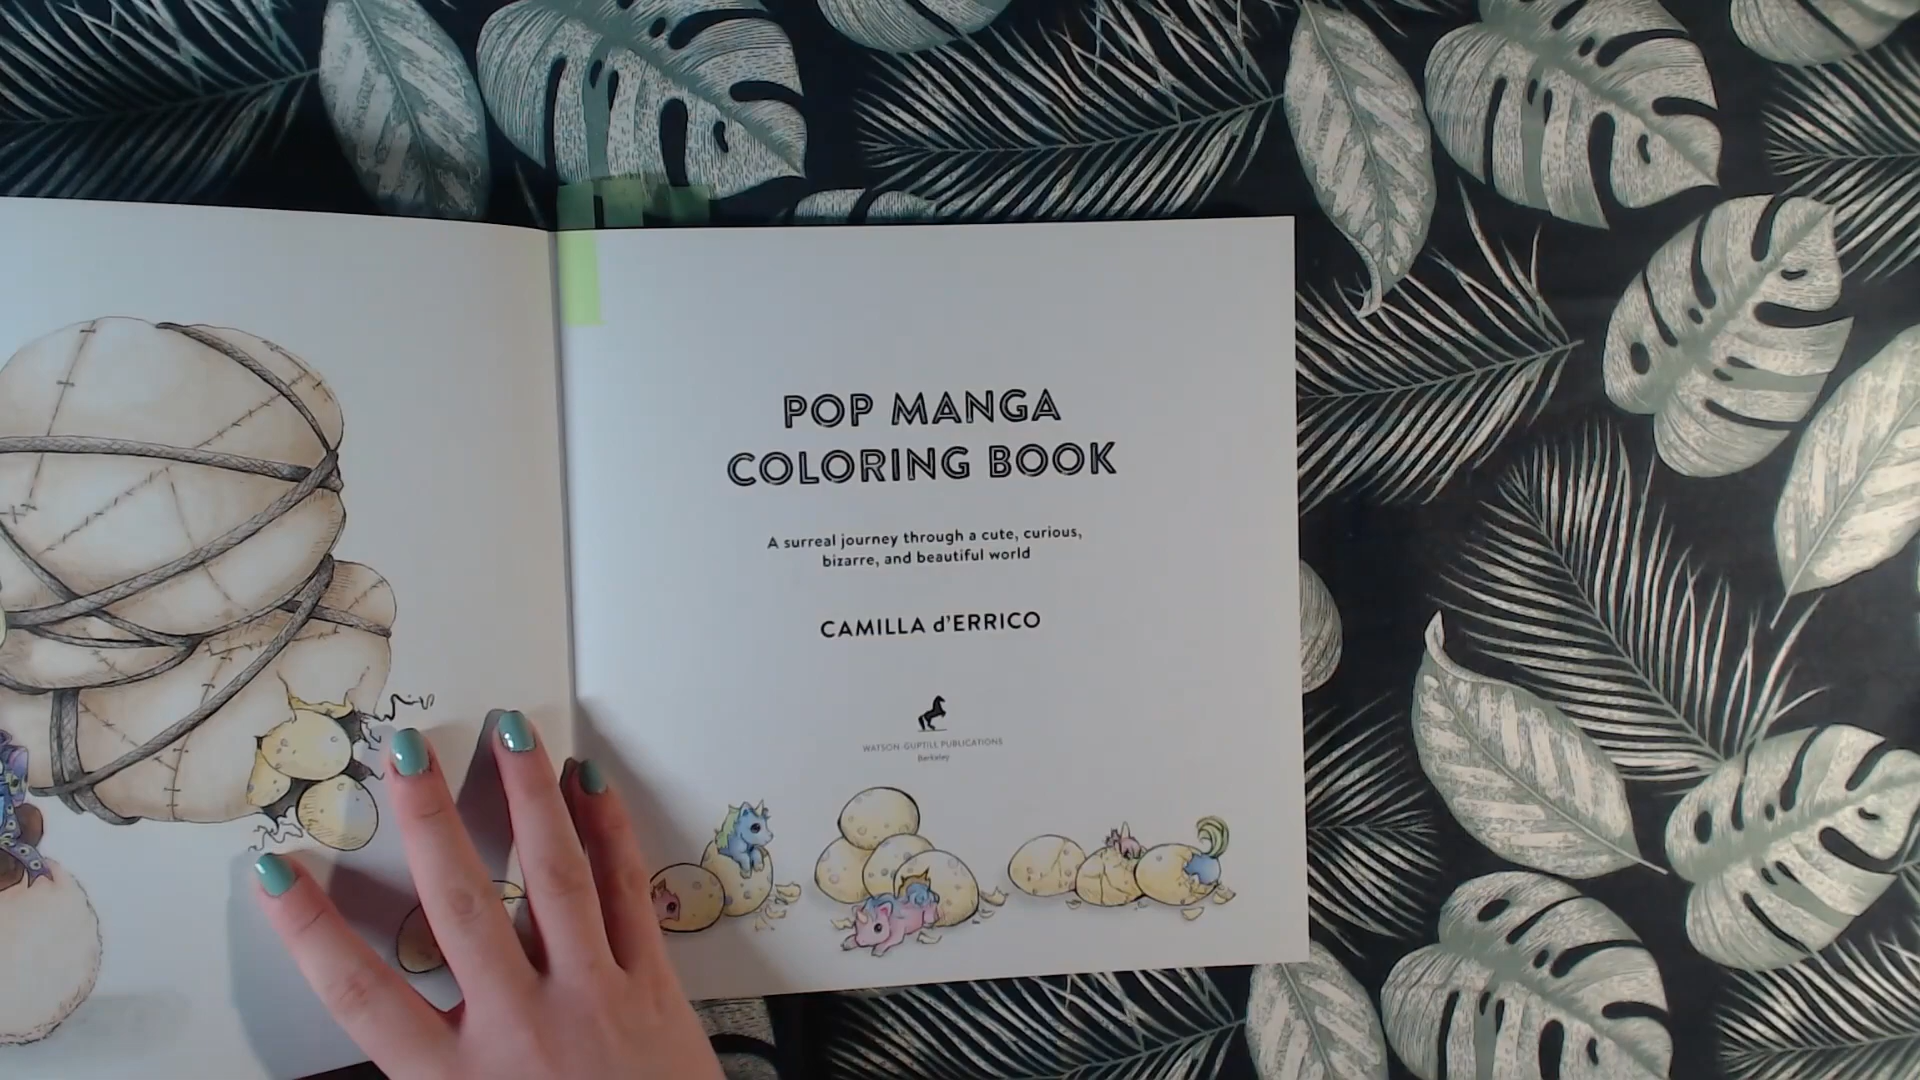 POP MANGA
COLORING BOOK
A surreal journey through a cute, curious,
bizarre, and beautiful world
CAMILLA d'ERRICO
WATSON-GUPTILL PUBLICATIONS
Berkeley